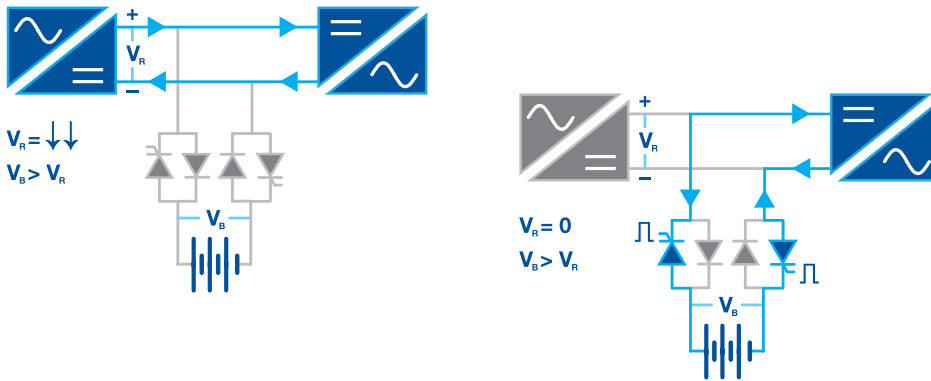 +
V_R
−
V_R = ↓↓
V_B > V_R
V_B
+
V_R
−
V_R = 0
V_B > V_R
V_B